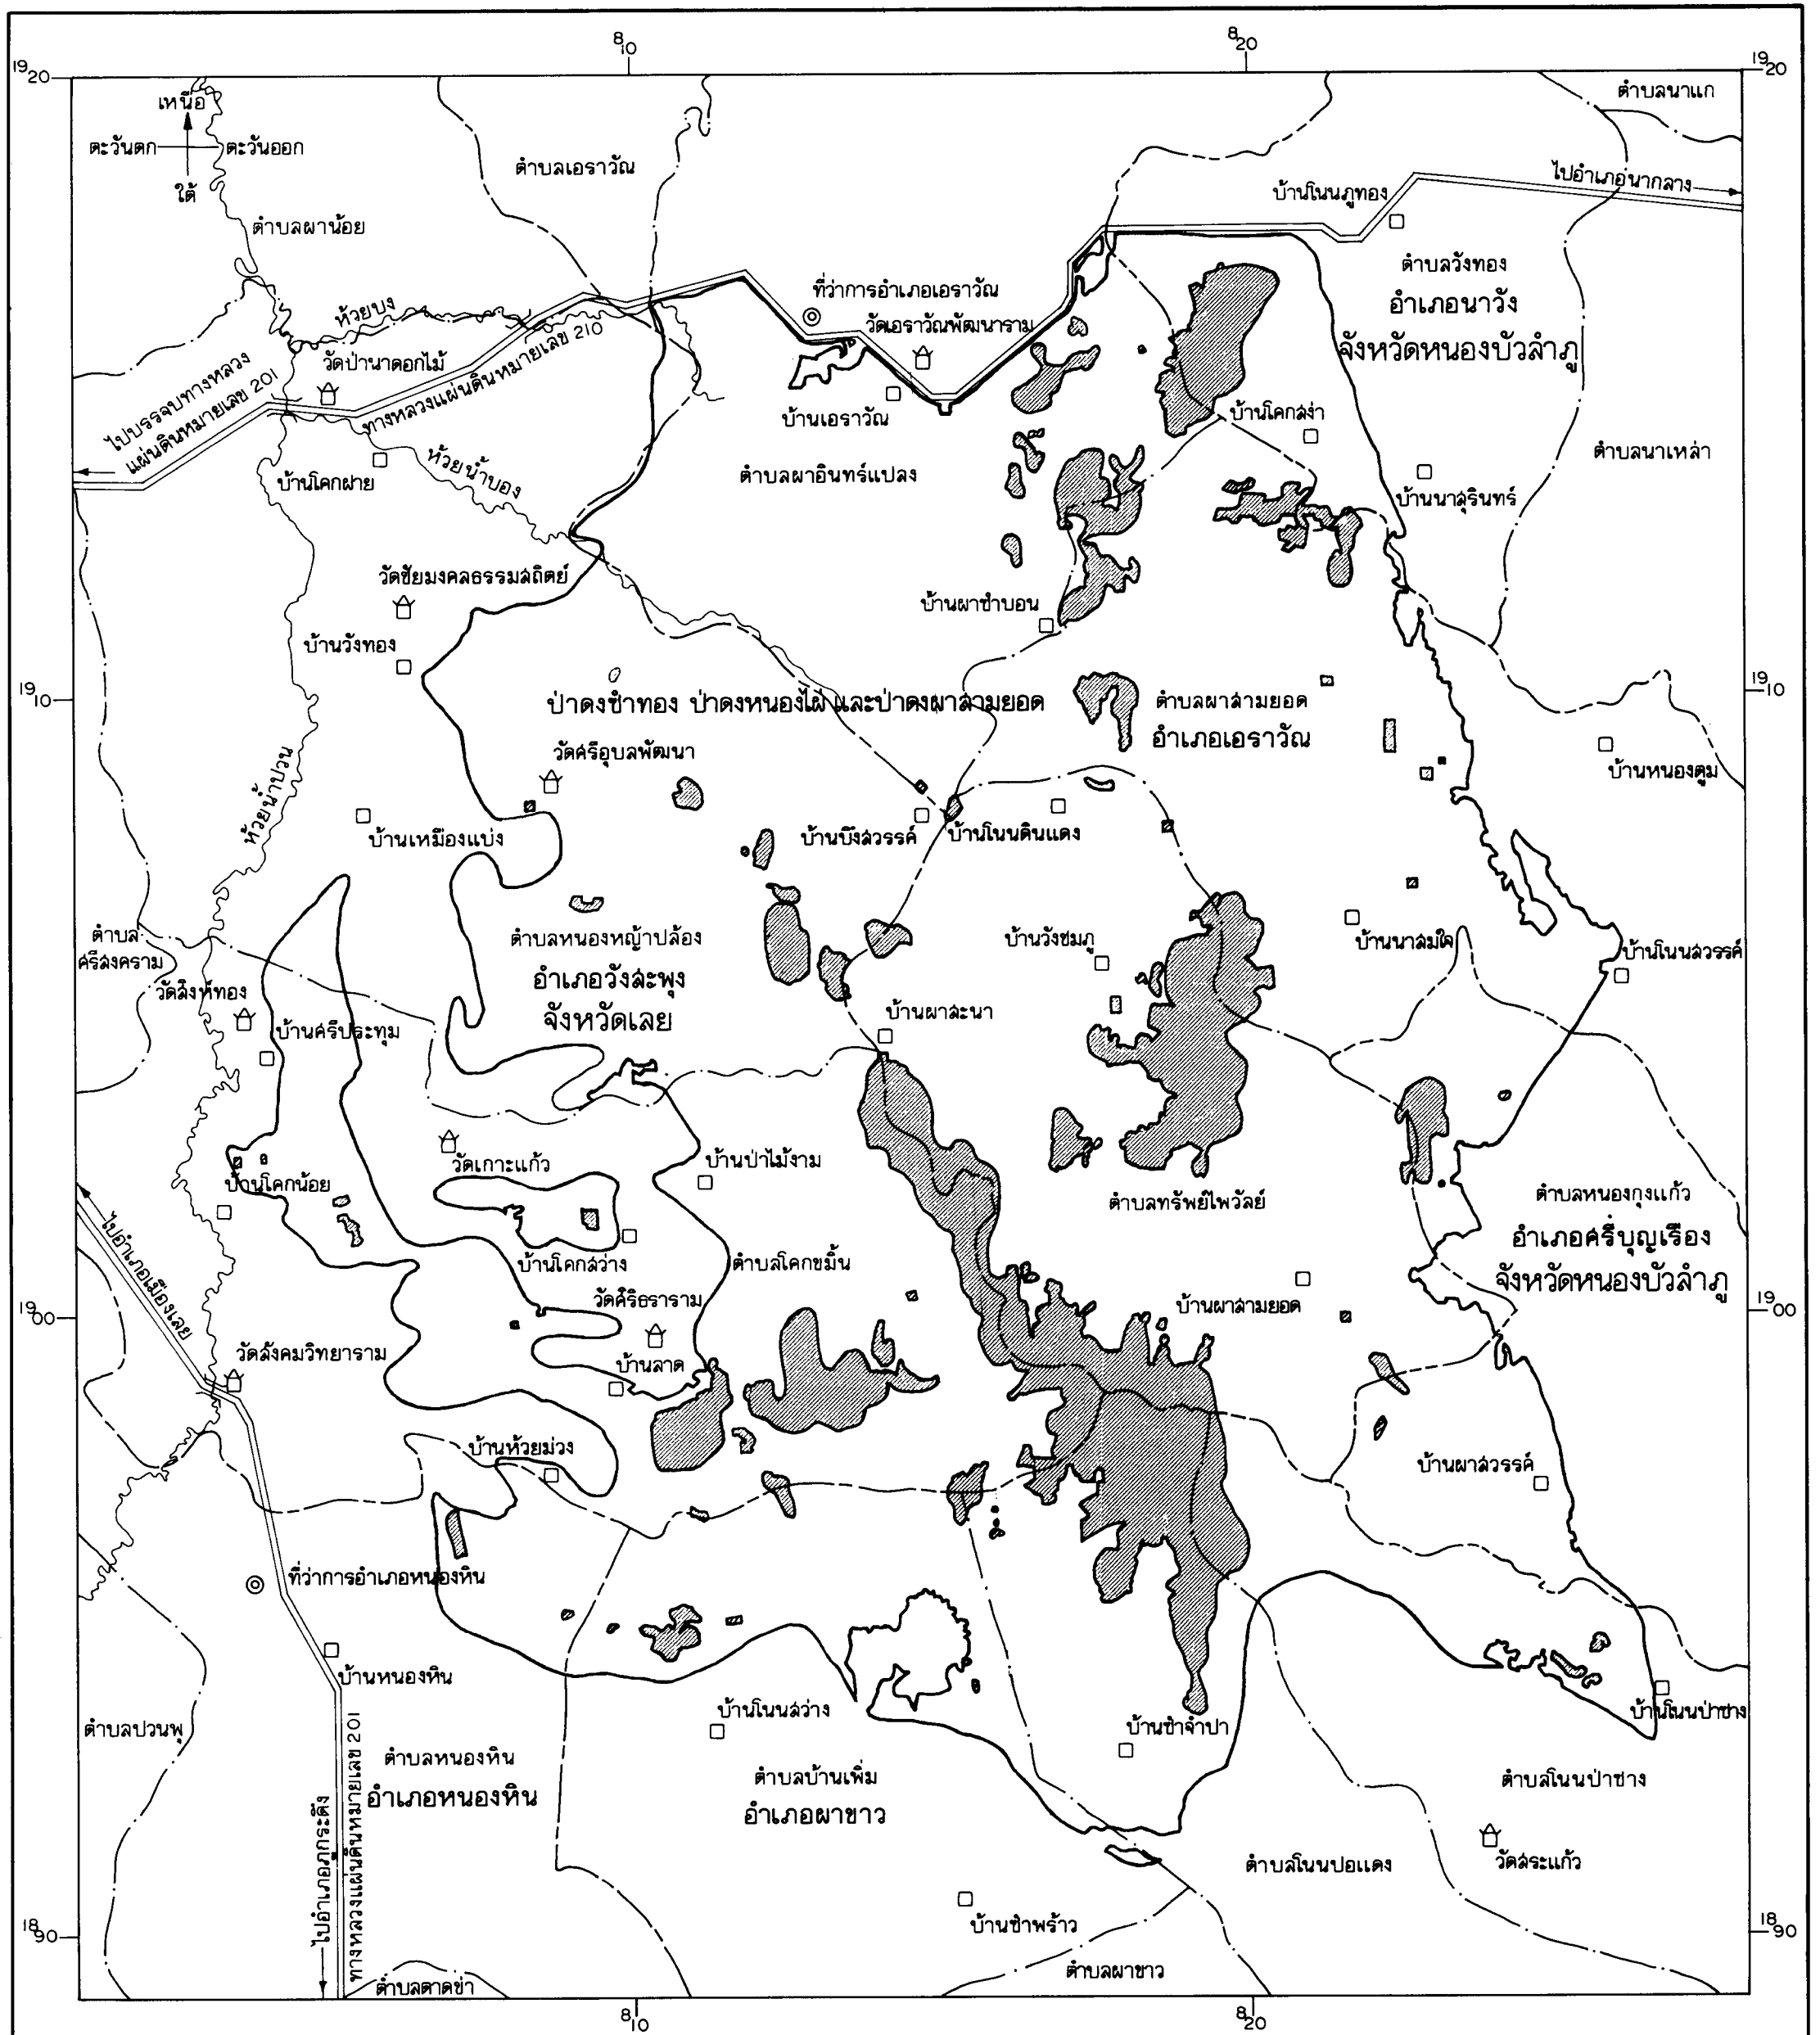 8 10
8 20
19 20
19 20
ตำบลนาแก
เหนือ
ตะวันตก
ตะวันออก
ใต้
ตำบลเอราวัณ
ไปอำเภอนากลาง
บ้านโนนภูทอง
ตำบลผาน้อย
ตำบลวังทอง
อำเภอนาวัง
จังหวัดหนองบัวลำภู
ที่ว่าการอำเภอเอราวัณ
วัดเอราวัณพัฒนาราม
ห้วยบง
วัดป่านาดอกไม้
ทางหลวงแผ่นดินหมายเลข 210
ไปบรรจบทางหลวง
แผ่นดินหมายเลข 201
บ้านเอราวัณ
บ้านโคกสง่า
บ้านโคกฝาย
ห้วยน้ำบอง
ตำบลผาอินทร์แปลง
ตำบลนาเหล่า
บ้านนาสุรินทร์
วัดชัยมงคลธรรมสถิตย์
บ้านผาซำบอน
บ้านวังทอง
19 10
19 10
ป่าดงซำทอง ป่าดงหนองไผ่ และป่าดงผาสามยอด
ตำบลผาสามยอด
อำเภอเอราวัณ
วัดศรีอุบลพัฒนา
บ้านหนองตูม
ห้วยน้ำปวน
บ้านเหมืองแบ่ง
บ้านบึงสวรรค์
บ้านโนนดินแดง
ตำบล
ศรีสงคราม
ตำบลหนองหญ้าปล้อง
อำเภอวังสะพุง
จังหวัดเลย
บ้านวังชมภู
บ้านนาสมใจ
บ้านโนนสวรรค์
วัดสิงห์ทอง
บ้านศรีประทุม
บ้านผาสะนา
วัดเกาะแก้ว
บ้านป่าไม้งาม
บ้านโคกน้อย
ตำบลทรัพย์ไพวัลย์
ตำบลหนองกุงแก้ว
อำเภอศรีบุญเรือง
จังหวัดหนองบัวลำภู
ไปอำเภอเมืองเลย
บ้านโคกสว่าง
ตำบลโคกขมิ้น
วัดศิริธราราม
บ้านผาสามยอด
19 00
19 00
วัดสังคมวิทยาราม
บ้านลาด
บ้านห้วยม่วง
บ้านผาสวรรค์
ที่ว่าการอำเภอหนองหิน
บ้านหนองหิน
ตำบลปวนพุ
บ้านโนนสว่าง
บ้านซำจำปา
บ้านโนนป่าซาง
ตำบลหนองหิน
อำเภอหนองหิน
ตำบลบ้านเพิ่ม
อำเภอผาขาว
ตำบลโนนป่าซาง
ทางหลวงแผ่นดินหมายเลข 201
ไปอำเภอภูกระดึง
ตำบลโนนปอแดง
วัดสระแก้ว
บ้านซำพร้าว
18 90
18 90
ตำบลตาดข่า
ตำบลผาขาว
8 10
8 20